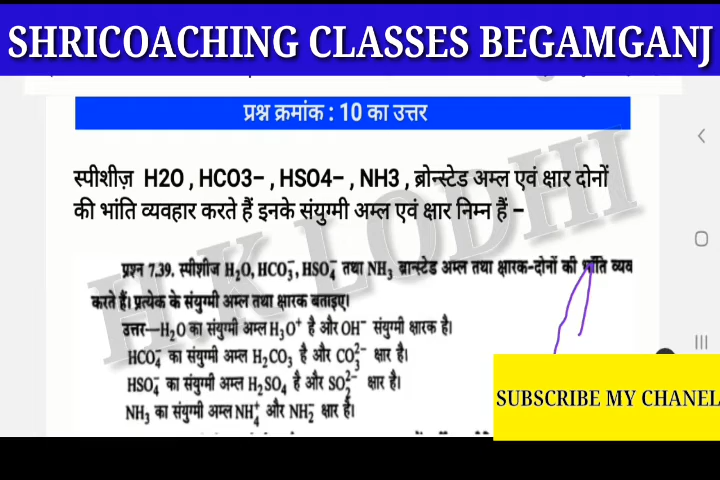 SHRICOACHING CLASSES BEGAMGANJ
प्रश्न क्रमांक : 10 का उत्तर
स्पीशीज़ H2O , HCO3− , HSO4− , NH3 , ब्रोन्स्टेड अम्ल एवं क्षार दोनों
की भांति व्यवहार करते हैं इनके संयुग्मी अम्ल एवं क्षार निम्न हैं −
H.K LODHI
प्रश्न 7.39. स्पीशीज H₂O, HCO₃⁻, HSO₄⁻ तथा NH₃ ब्रान्स्टेड अम्ल तथा क्षारक-दोनों की भाँति व्यव
करते हैं। प्रत्येक के संयुग्मी अम्ल तथा क्षारक बताइए।
उत्तर—H₂O का संयुग्मी अम्ल H₃O⁺ है और OH⁻ संयुग्मी क्षारक है।
HCO₄⁻ का संयुग्मी अम्ल H₂CO₃ है और CO₃²⁻ क्षार है।
HSO₄⁻ का संयुग्मी अम्ल H₂SO₄ है और SO₂²⁻ क्षार है।
NH₃ का संयुग्मी अम्ल NH₄⁺ और NH₂⁻ क्षार है।
SUBSCRIBE MY CHANEL